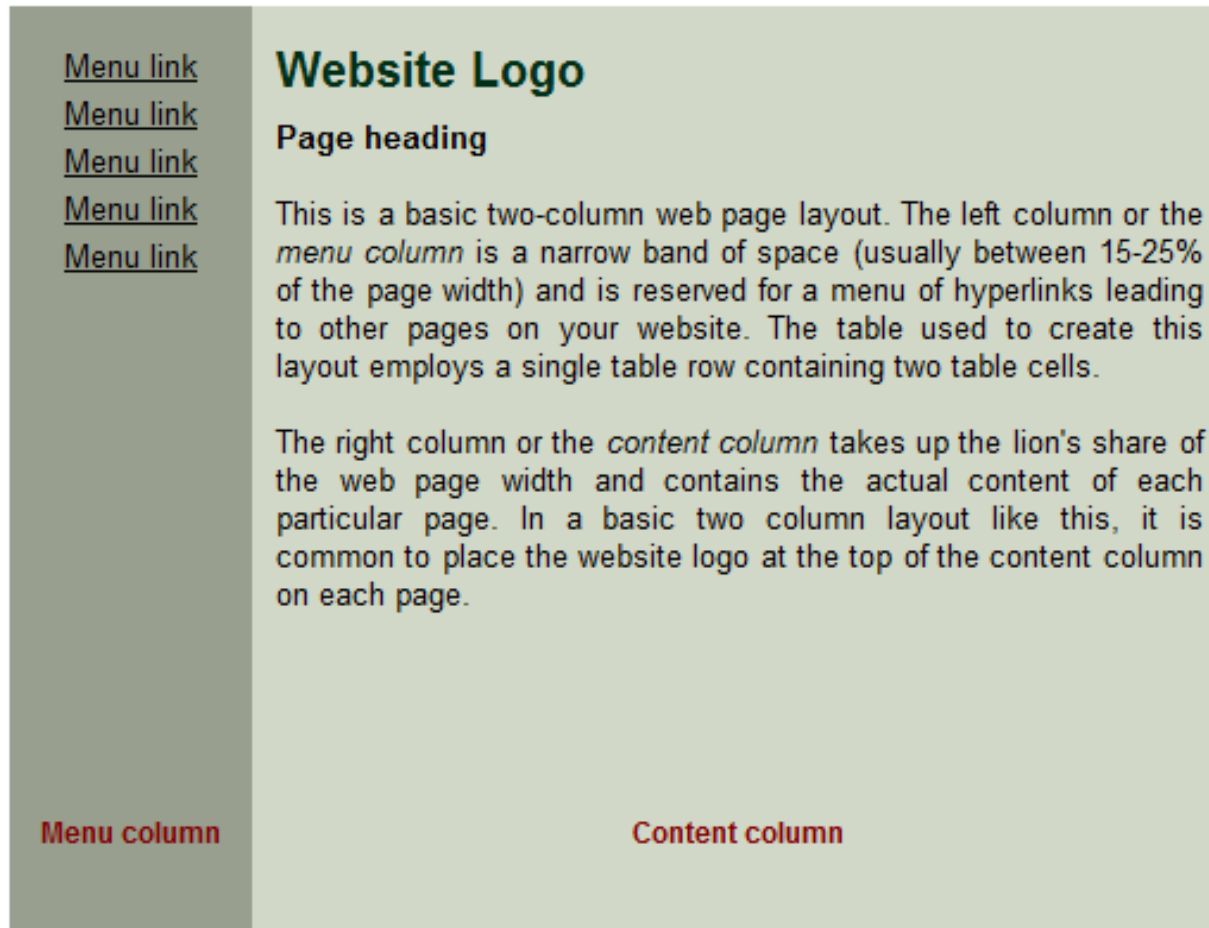 Menu link
Menu link
Menu link
Menu link
Menu link
Website Logo
Page heading
This is a basic two-column web page layout. The left column or the
menu column is a narrow band of space (usually between 15-25%
of the page width) and is reserved for a menu of hyperlinks leading
to other pages on your website. The table used to create this
layout employs a single table row containing two table cells.
The right column or the content column takes up the lion's share of
the web page width and contains the actual content of each
particular page. In a basic two column layout like this, it is
common to place the website logo at the top of the content column
on each page.
Menu column
Content column